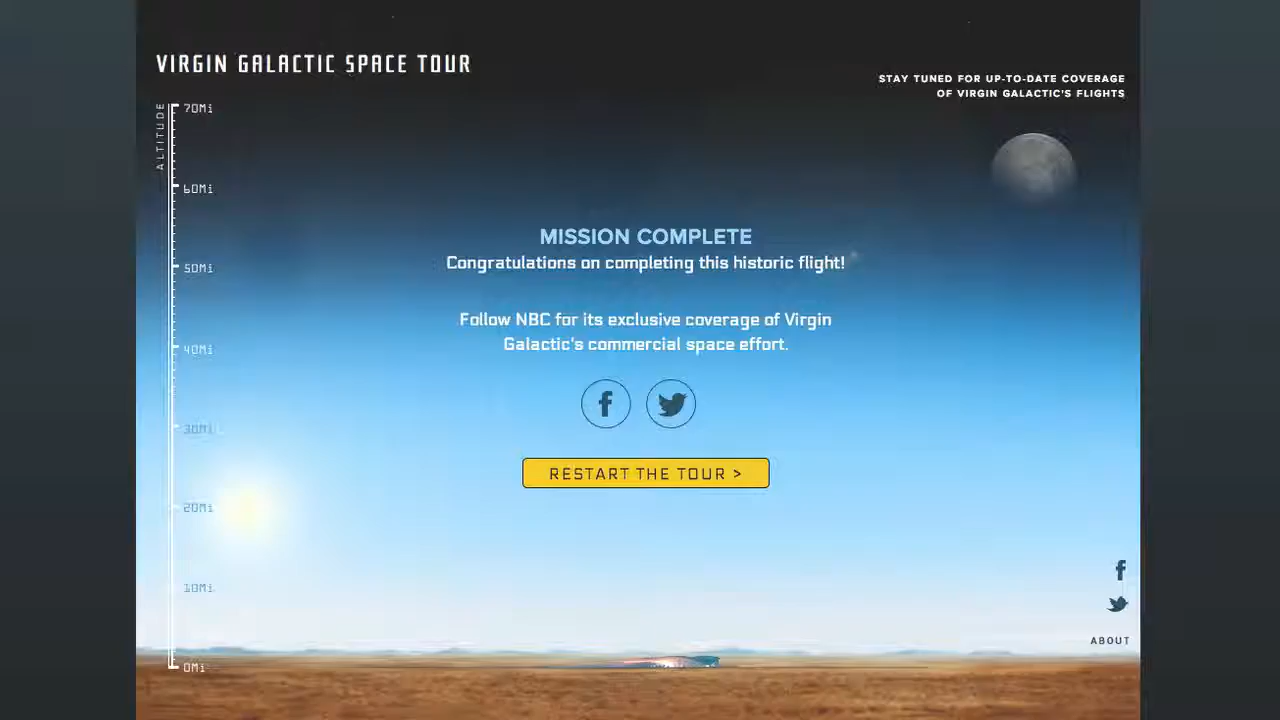 VIRGIN GALACTIC SPACE TOUR
STAY TUNED FOR UP-TO-DATE COVERAGE
OF VIRGIN GALACTIC'S FLIGHTS
ALTITUDE
70Mi
60Mi
50Mi
40Mi
30Mi
20Mi
10Mi
0Mi
MISSION COMPLETE
Congratulations on completing this historic flight!
Follow NBC for its exclusive coverage of Virgin
Galactic's commercial space effort.
RESTART THE TOUR >
ABOUT